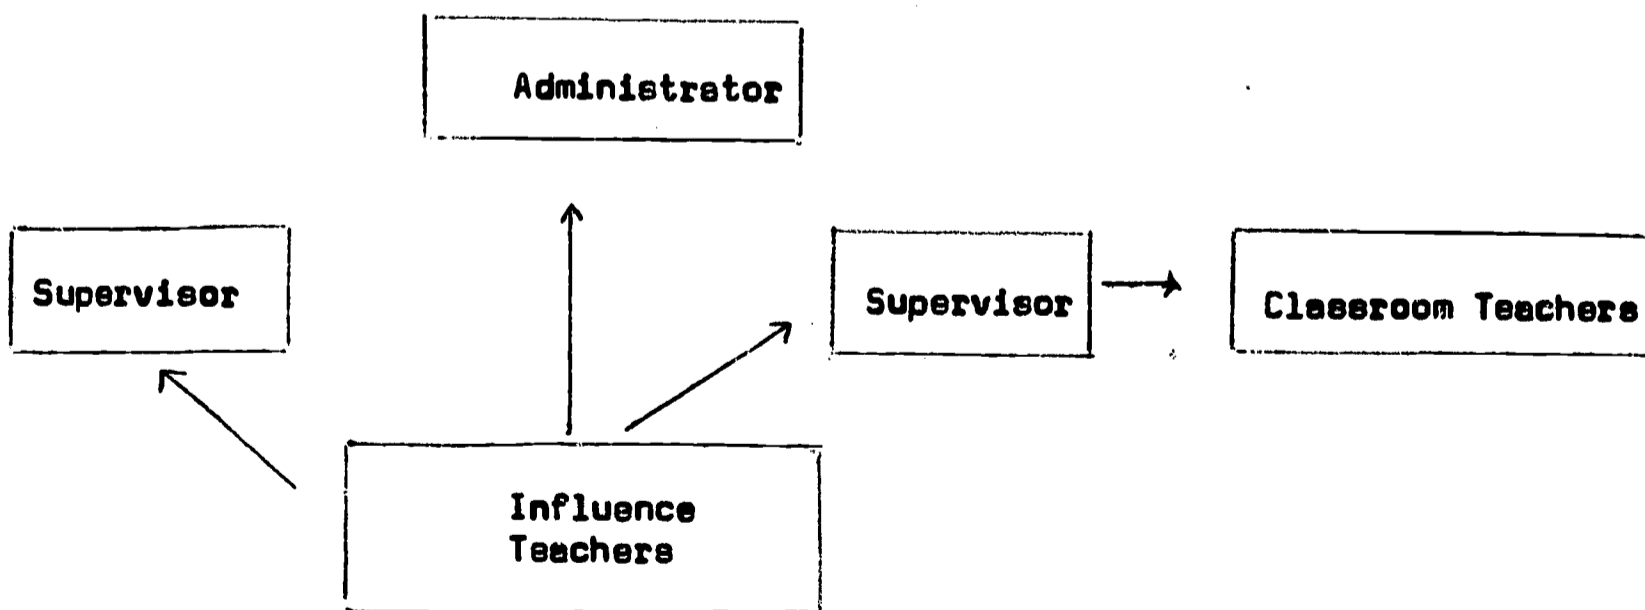 Administrator
Supervisor
Supervisor
Classroom Teachers
Influence
Teachers